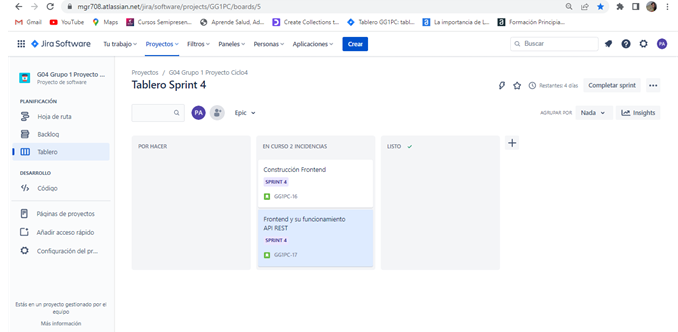 mgr708.atlassian.net/jira/software/projects/GG1PC/boards/5
Gmail YouTube Maps Cursos Semipresen... Aprende Salud, Ad... Create Collections t... Tablero GG1PC: tabl... La importancia de L... Formación Principia...
Jira Software Tu trabajo Proyectos Filtros Paneles Personas Aplicaciones Crear Buscar PA
G04 Grupo 1 Proyecto ...
Proyecto de software
PLANIFICACIÓN
Hoja de ruta
Backlog
Tablero
DESARROLLO
Código
Páginas de proyectos
Añadir acceso rápido
Configuración del pr...
Estás en un proyecto gestionado por el
equipo
Más información
Proyectos / G04 Grupo 1 Proyecto Ciclo4
Tablero Sprint 4
Restantes: 4 días Completar sprint
PA Epic
AGRUPAR POR Nada Insights
POR HACER
EN CURSO 2 INCIDENCIAS
Construcción Frontend
SPRINT 4
GG1PC-16
Frontend y su funcionamiento
API REST
SPRINT 4
GG1PC-17
LISTO